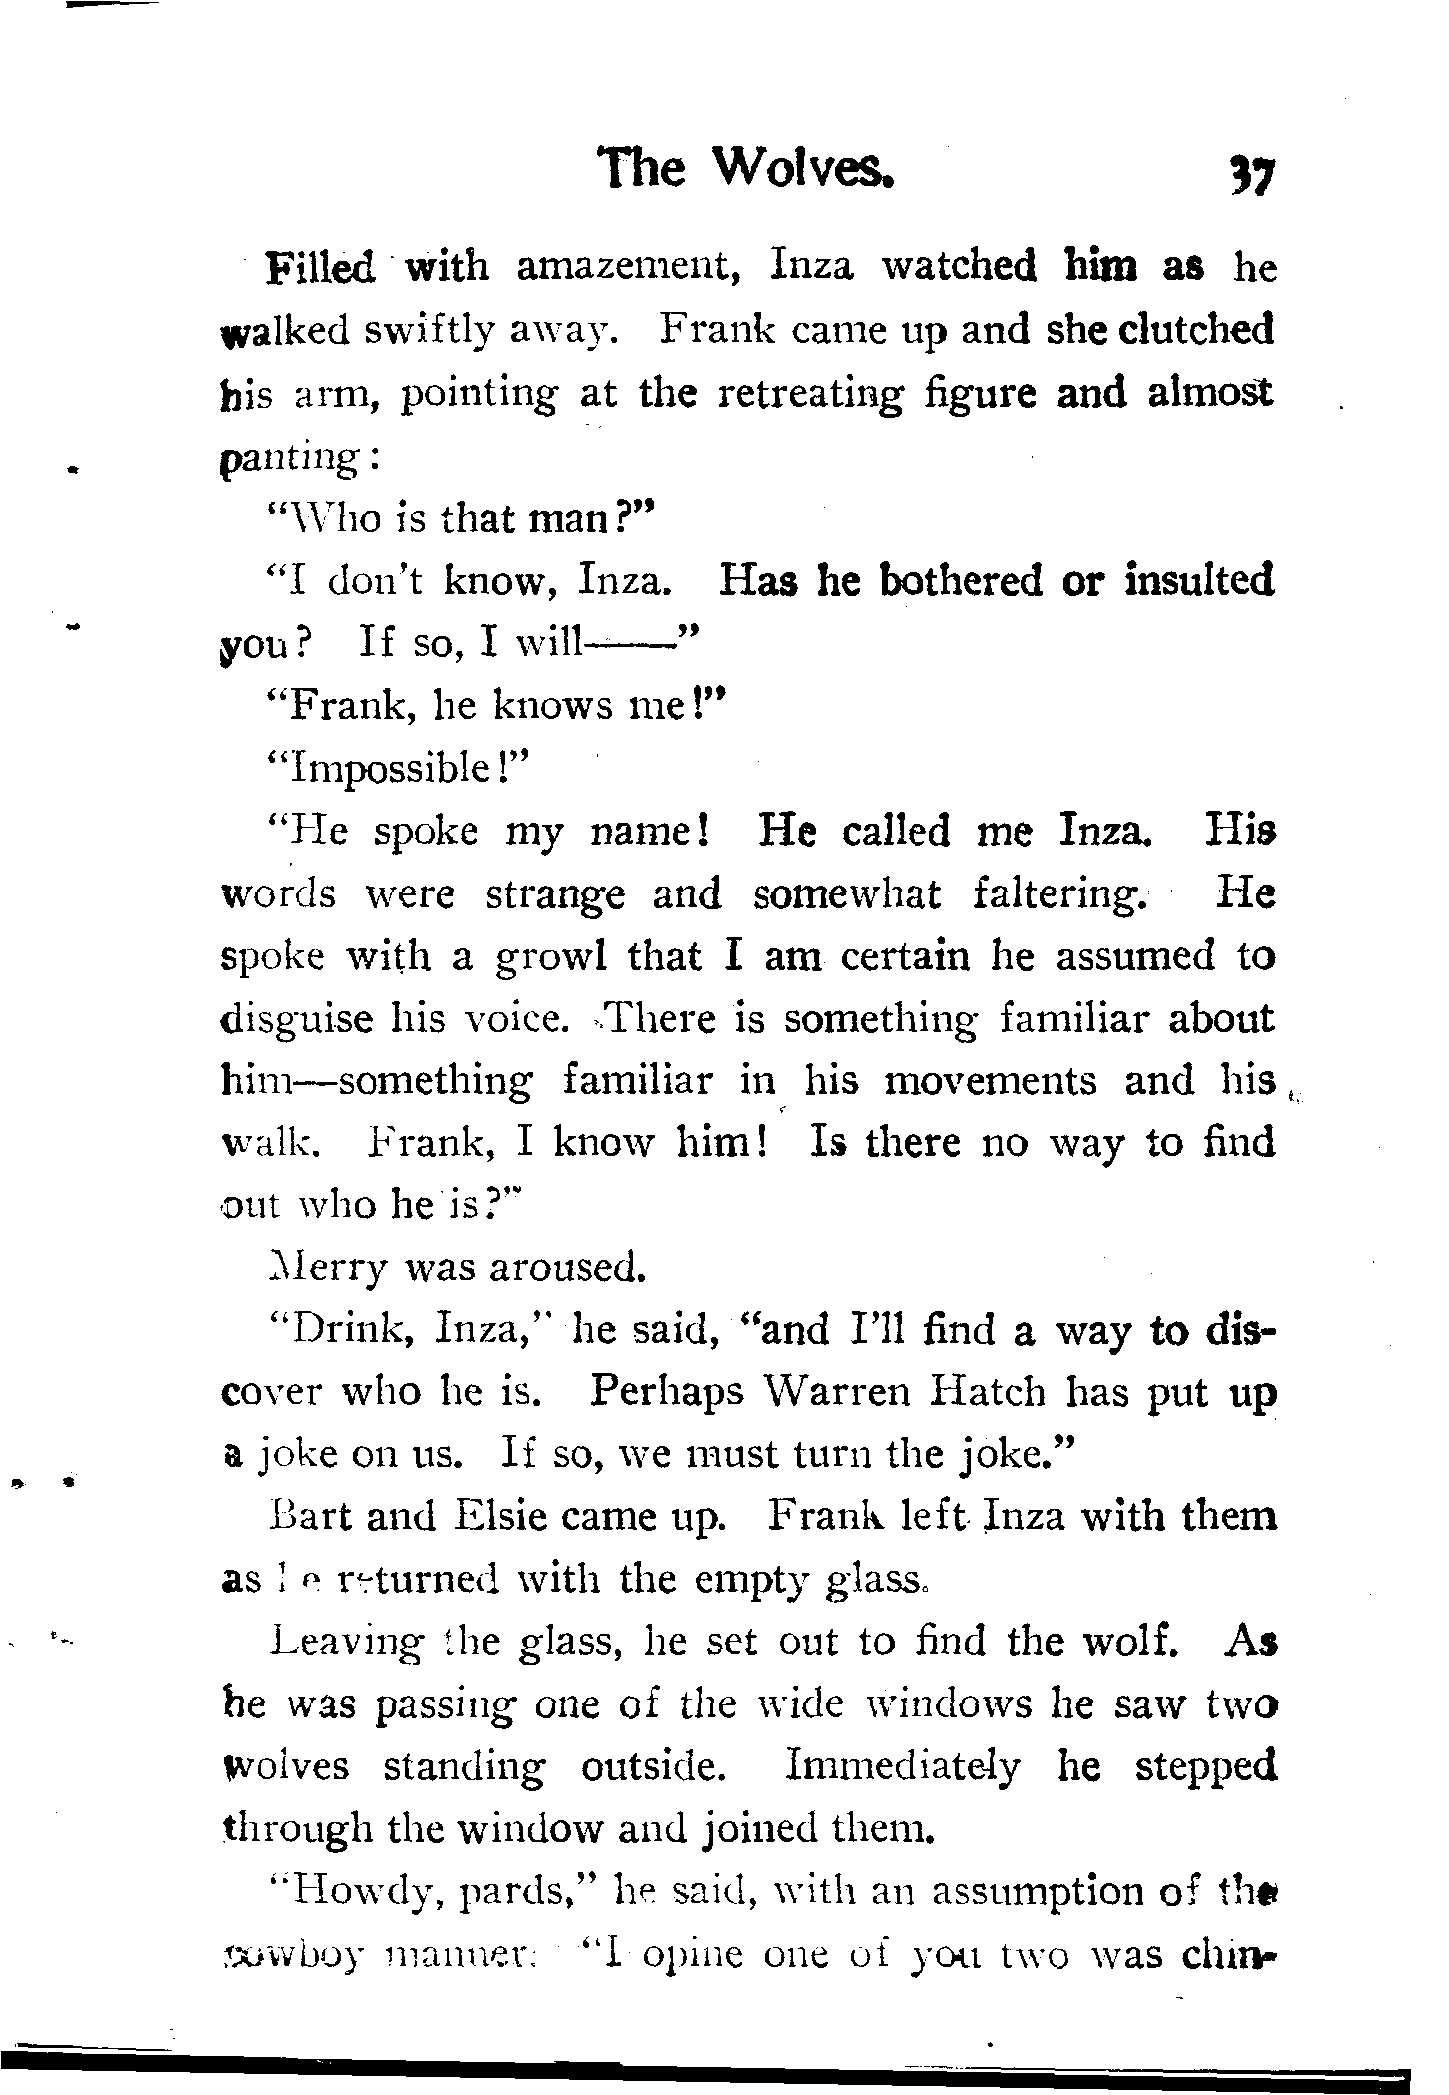 The Wolves. 37
Filled with amazement, Inza watched him as he
walked swiftly away. Frank came up and she clutched
his arm, pointing at the retreating figure and almost
panting:
"Who is that man?"
"I don't know, Inza. Has he bothered or insulted
you? If so, I will——"
"Frank, he knows me!"
"Impossible!"
"He spoke my name! He called me Inza. His
words were strange and somewhat faltering. He
spoke with a growl that I am certain he assumed to
disguise his voice. There is something familiar about
him—something familiar in his movements and his
walk. Frank, I know him! Is there no way to find
out who he is?"
Merry was aroused.
"Drink, Inza," he said, "and I'll find a way to dis-
cover who he is. Perhaps Warren Hatch has put up
a joke on us. If so, we must turn the joke."
Bart and Elsie came up. Frank left Inza with them
as he returned with the empty glass.
Leaving the glass, he set out to find the wolf. As
he was passing one of the wide windows he saw two
wolves standing outside. Immediately he stepped
through the window and joined them.
"Howdy, pards," he said, with an assumption of the
cowboy manner. "I opine one of you two was chin-